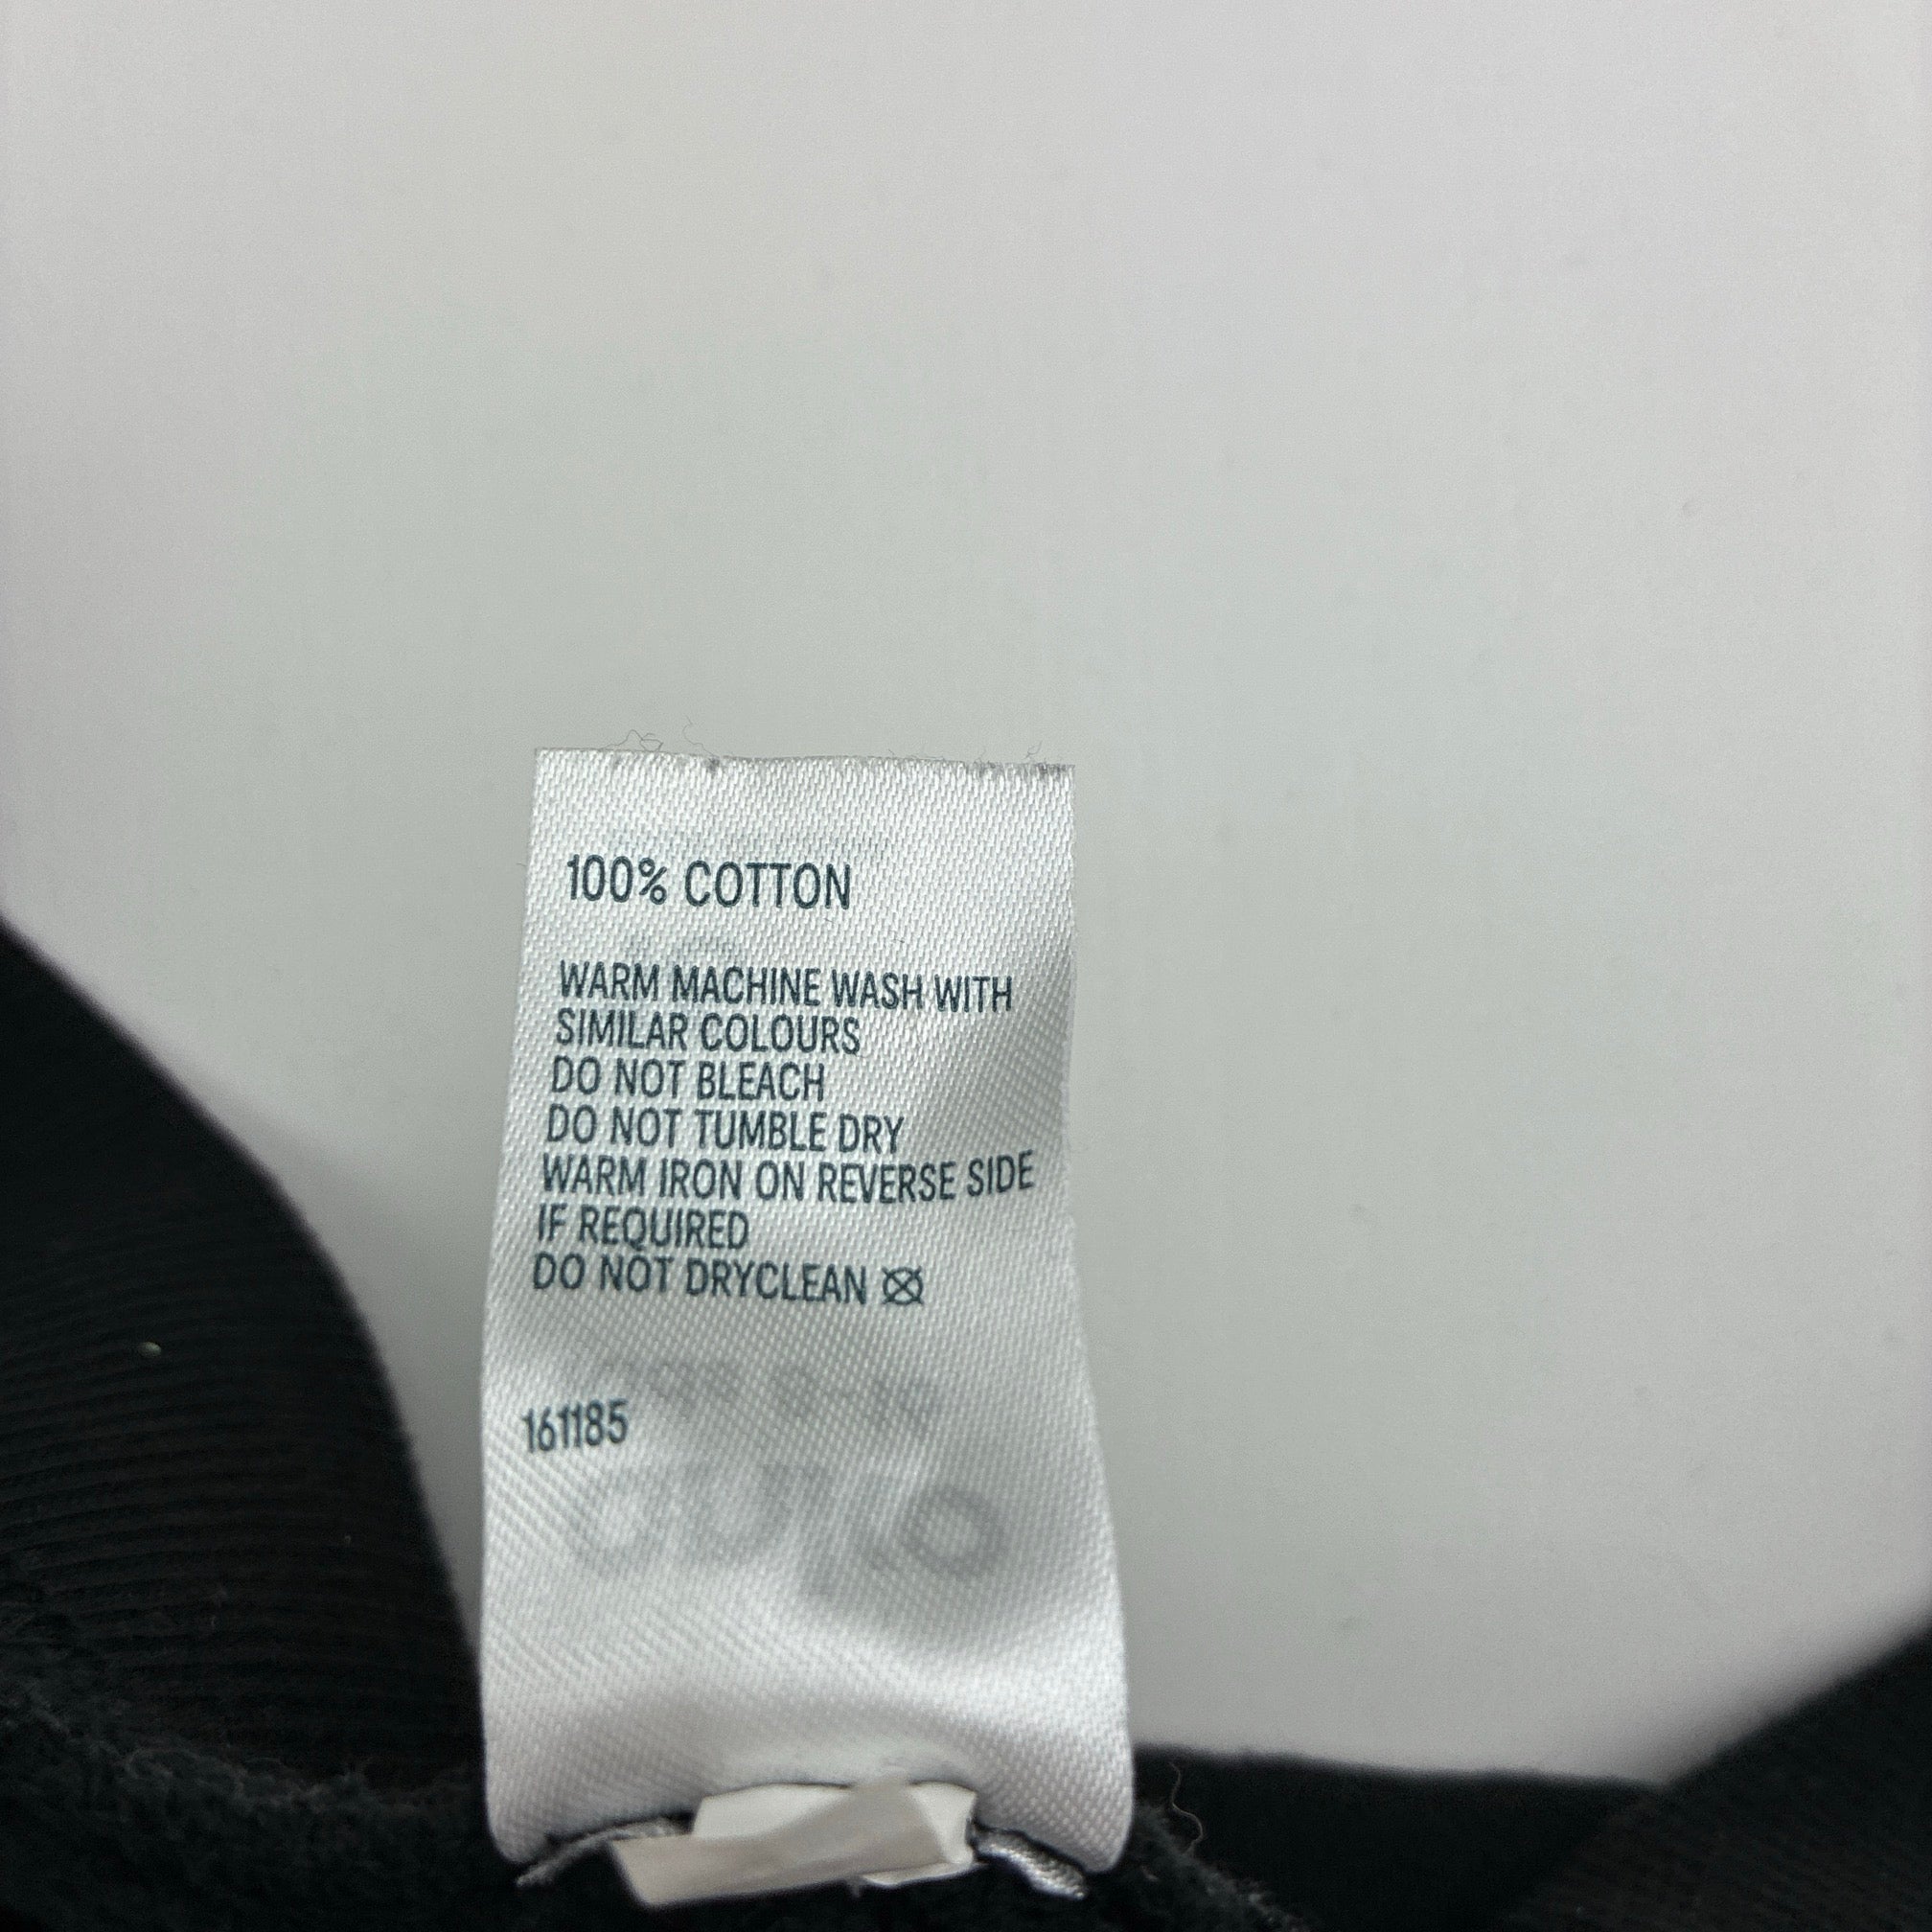 100% COTTON
WARM MACHINE WASH WITH
SIMILAR COLOURS
DO NOT BLEACH
DO NOT TUMBLE DRY
WARM IRON ON REVERSE SIDE
IF REQUIRED
DO NOT DRYCLEAN
161185